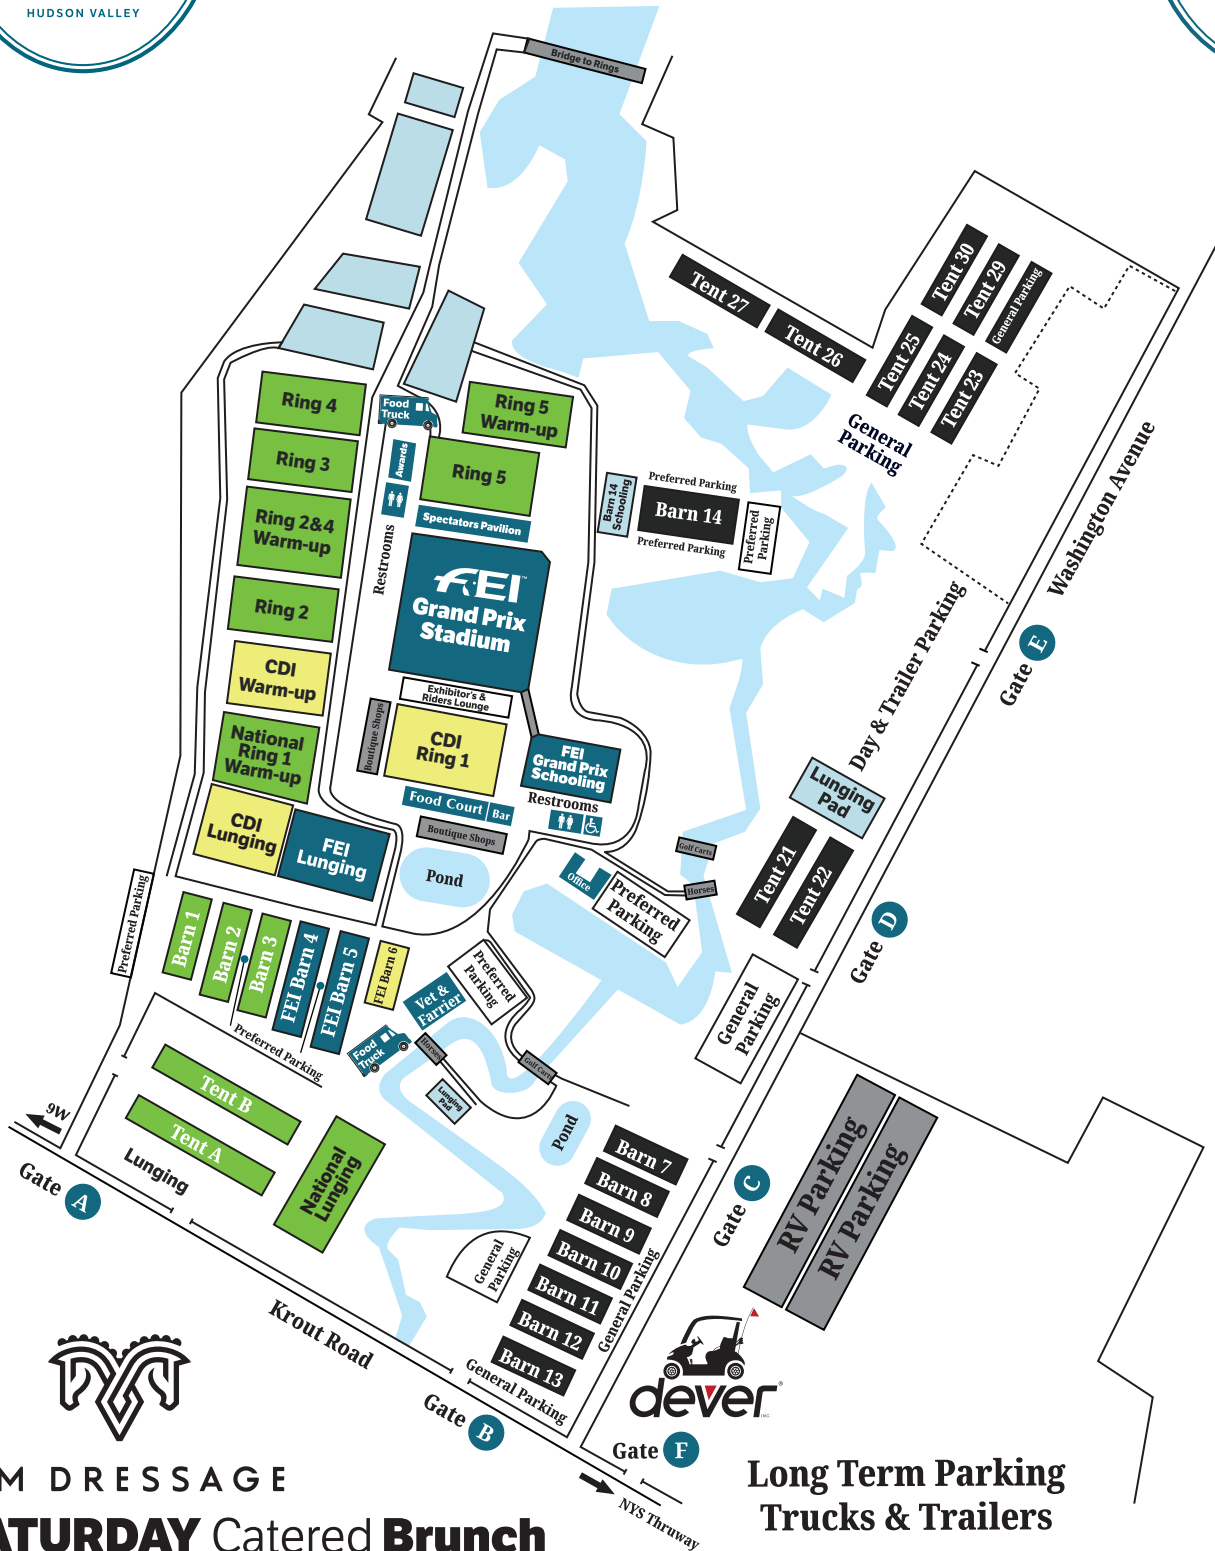 HUDSON VALLEY
Bridge to Rings
Tent 30
Tent 29
General Parking
Tent 27
Tent 26
Tent 25
Tent 24
Tent 23
General
Parking
Washington Avenue
Ring 4
Food
Truck
Ring 5
Warm-up
Ring 3
Awards
Ring 5
Ring 2&4
Warm-up
Spectators Pavilion
Restrooms
Barn 14
Schooling
Preferred Parking
Barn 14
Preferred Parking
Preferred
Parking
FEI™
Grand Prix
Stadium
Ring 2
CDI
Warm-up
Exhibitor's &
Riders Lounge
Boutique Shops
CDI
Ring 1
National
Ring 1
Warm-up
FEI
Grand Prix
Schooling
Restrooms
Food Court
Bar
Boutique Shops
CDI
Lunging
FEI
Lunging
Pond
Office
Preferred
Parking
Golf Carts
Horses
Day & Trailer Parking
Gate E
Lunging
Pad
Tent 21
Tent 22
Gate D
General
Parking
Preferred Parking
Barn 1
Barn 2
Barn 3
FEI Barn 4
FEI Barn 5
FEI Barn 6
Preferred Parking
Vet &
Farrier
Preferred
Parking
Food
Truck
Horses
Golf Carts
Lunging
Pad
Pond
Tent B
Tent A
Lunging
National
Lunging
9W
Gate A
Barn 7
Barn 8
Barn 9
Barn 10
Barn 11
Barn 12
Barn 13
General Parking
General
Parking
General Parking
Gate C
RV Parking
RV Parking
Krout Road
Gate B
dever®
INC
Gate F
NYS Thruway
Long Term Parking
Trucks & Trailers
M DRESSAGE
ATURDAY Catered Brunch